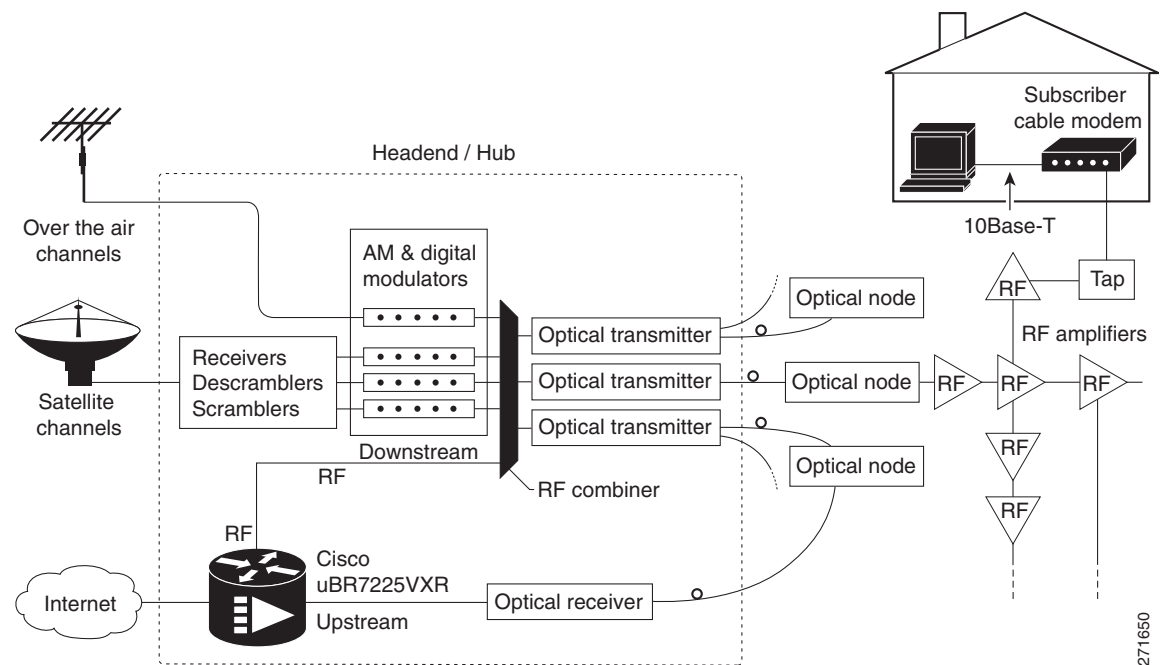 Subscriber
cable modem
Headend / Hub
10Base-T
Over the air
channels
AM & digital
modulators
RF
Tap
Optical node
Optical transmitter
RF amplifiers
Receivers
Descramblers
Scramblers
Optical transmitter
Optical node
RF
RF
RF
Satellite
channels
Optical transmitter
Downstream
RF
Optical node
RF
RF combiner
RF
RF
Cisco
uBR7225VXR
Internet
Optical receiver
Upstream
271650